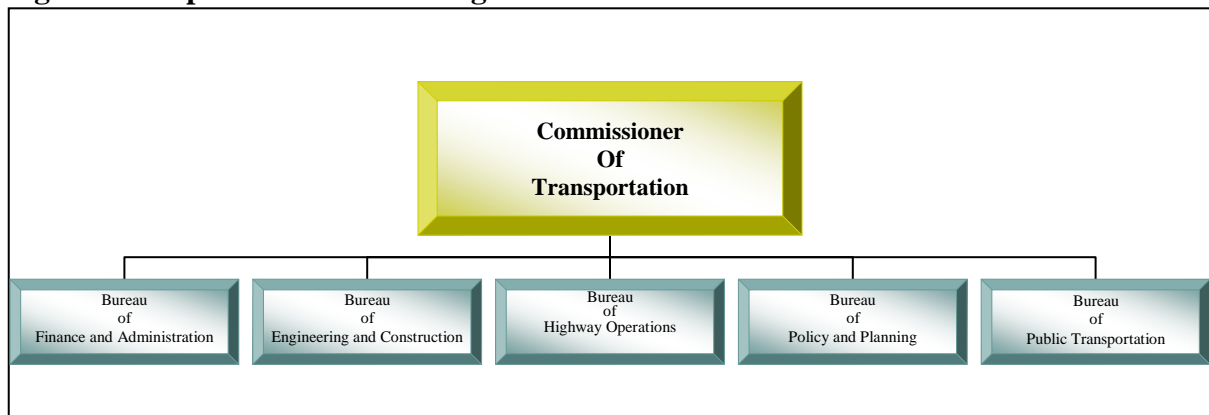 Commissioner
Of
Transportation
Bureau
of
Finance and Administration
Bureau
of
Engineering and Construction
Bureau
of
Highway Operations
Bureau
of
Policy and Planning
Bureau
of
Public Transportation